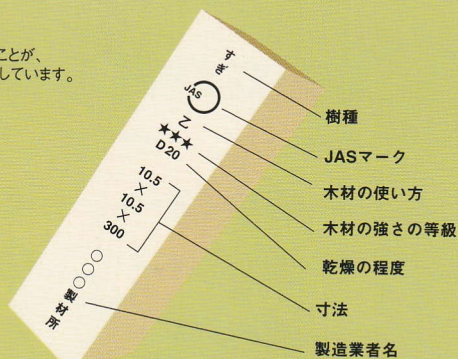 ことが、
しています。
すぎ
JAS
乙
★★★
D20
10.5
×
10.5
×
300
○○○製材所
樹種
JASマーク
木材の使い方
木材の強さの等級
乾燥の程度
寸法
製造業者名